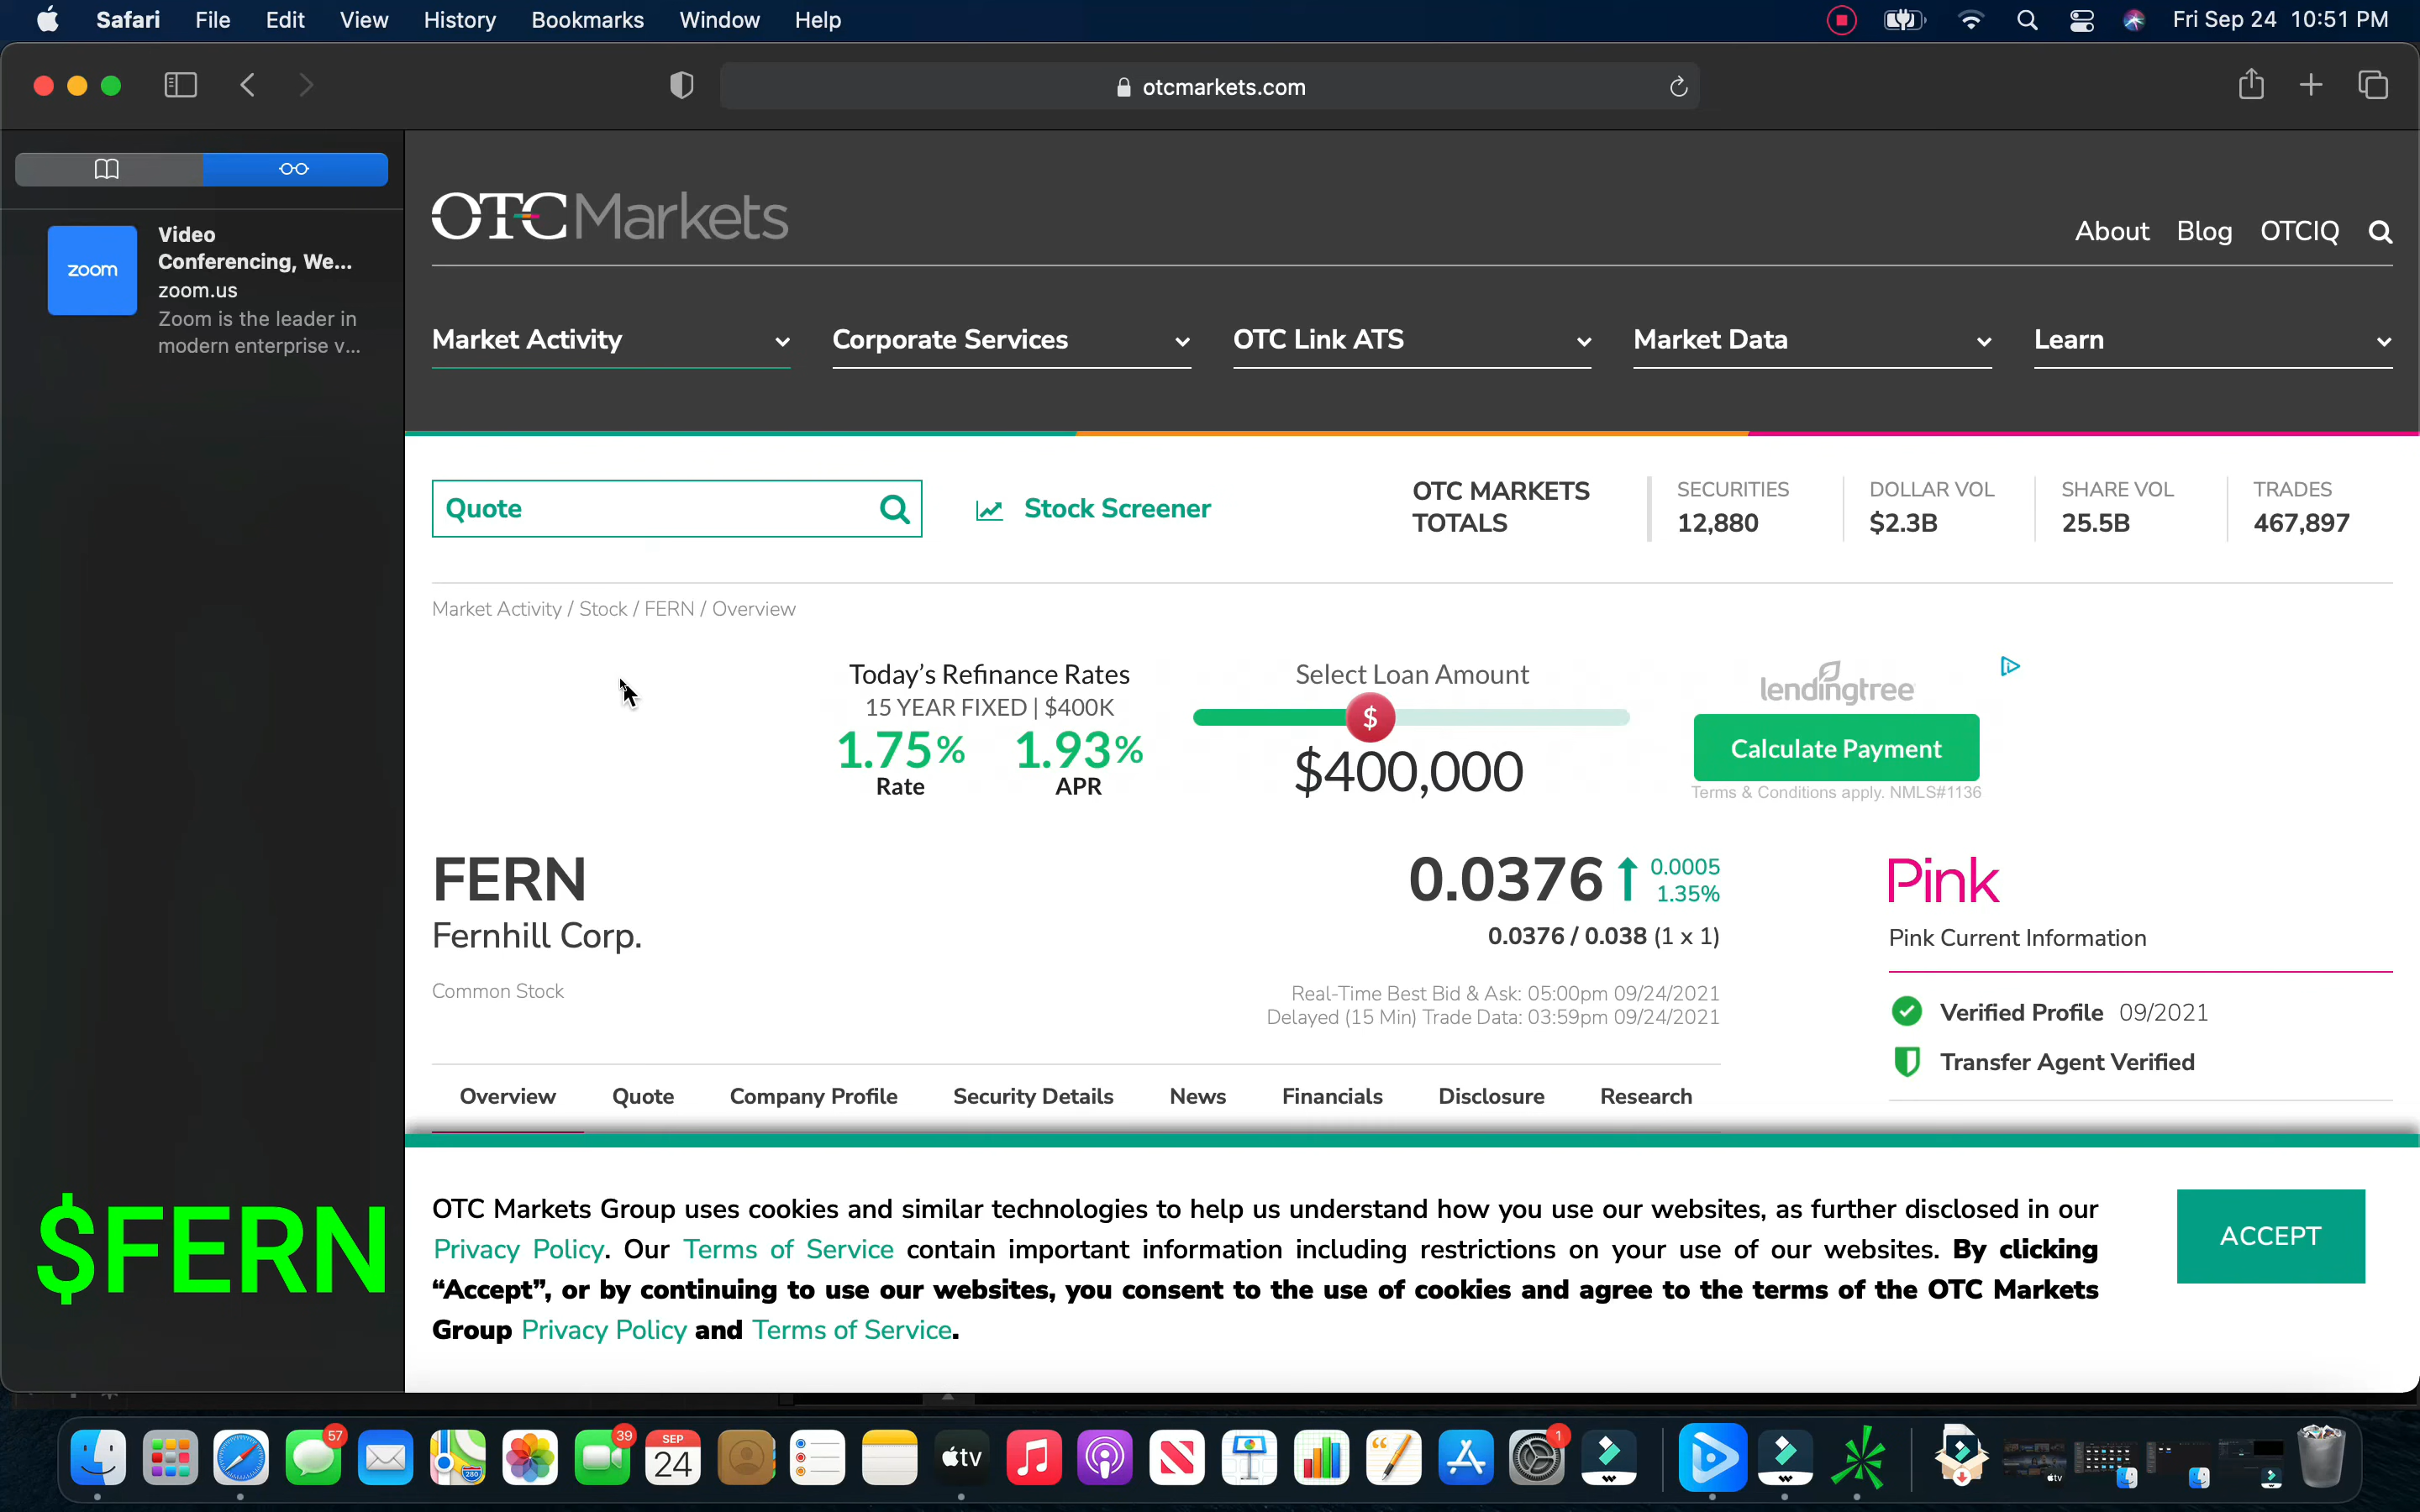 Safari File Edit View History Bookmarks Window Help Fri Sep 24 10:51 PM
otcmarkets.com
zoom
Video
Conferencing, We...
zoom.us
Zoom is the leader in
modern enterprise v...
OTC Markets
About Blog OTCIQ
Market Activity Corporate Services OTC Link ATS Market Data Learn
Quote
Stock Screener
OTC MARKETS
TOTALS
SECURITIES
12,880
DOLLAR VOL
$2.3B
SHARE VOL
25.5B
TRADES
467,897
Market Activity / Stock / FERN / Overview
Today's Refinance Rates
15 YEAR FIXED | $400K
1.75% 1.93%
Rate APR
Select Loan Amount
$
$400,000
lendingtree
Calculate Payment
Terms & Conditions apply. NMLS#1136
FERN
Fernhill Corp.
Common Stock
0.0376 0.0005
1.35%
0.0376 / 0.038 (1 x 1)
Real-Time Best Bid & Ask: 05:00pm 09/24/2021
Delayed (15 Min) Trade Data: 03:59pm 09/24/2021
Pink
Pink Current Information
Verified Profile 09/2021
Transfer Agent Verified
Overview Quote Company Profile Security Details News Financials Disclosure Research
$FERN
OTC Markets Group uses cookies and similar technologies to help us understand how you use our websites, as further disclosed in our
Privacy Policy. Our Terms of Service contain important information including restrictions on your use of our websites. By clicking
“Accept”, or by continuing to use our websites, you consent to the use of cookies and agree to the terms of the OTC Markets
Group Privacy Policy and Terms of Service.
ACCEPT
57
280
39
SEP
24
tv
1
tv